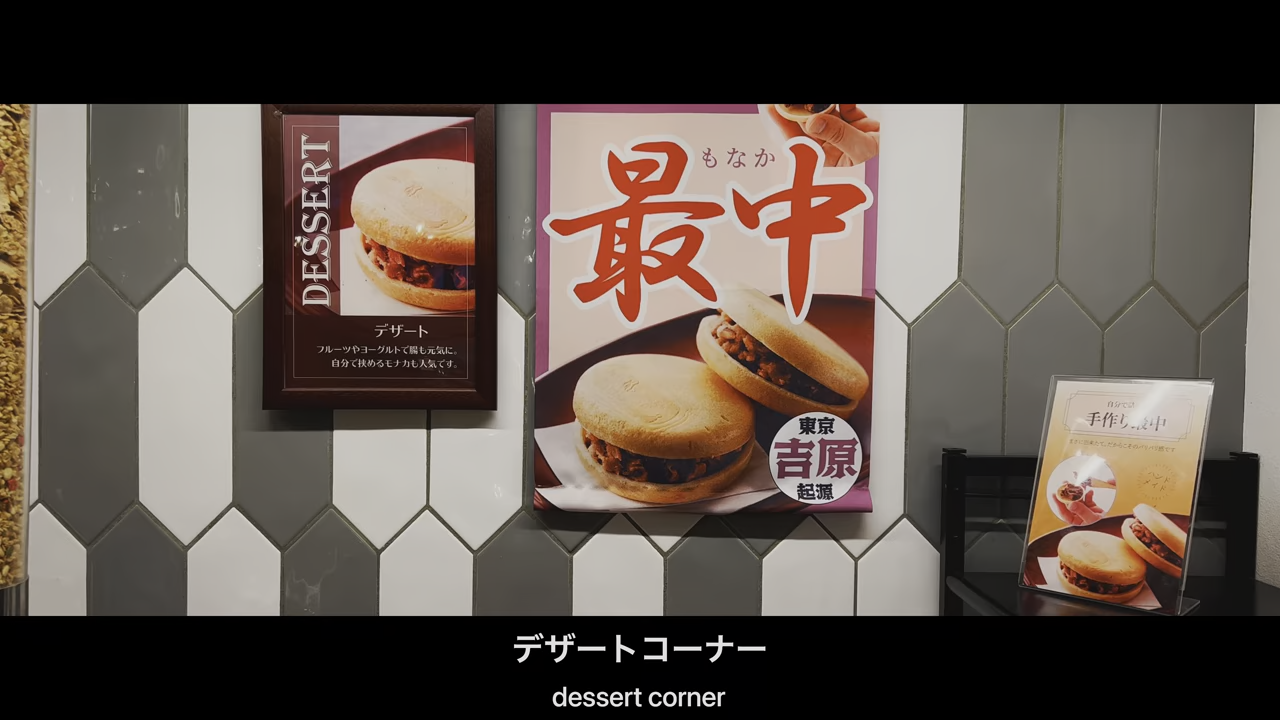 DESSERT
デザート
フルーツやヨーグルトで腸も元気に。
自分で挟めるモナカも人気です。
もなか
最中
東京
吉原
起源
手作り最中
デザートコーナー
dessert corner